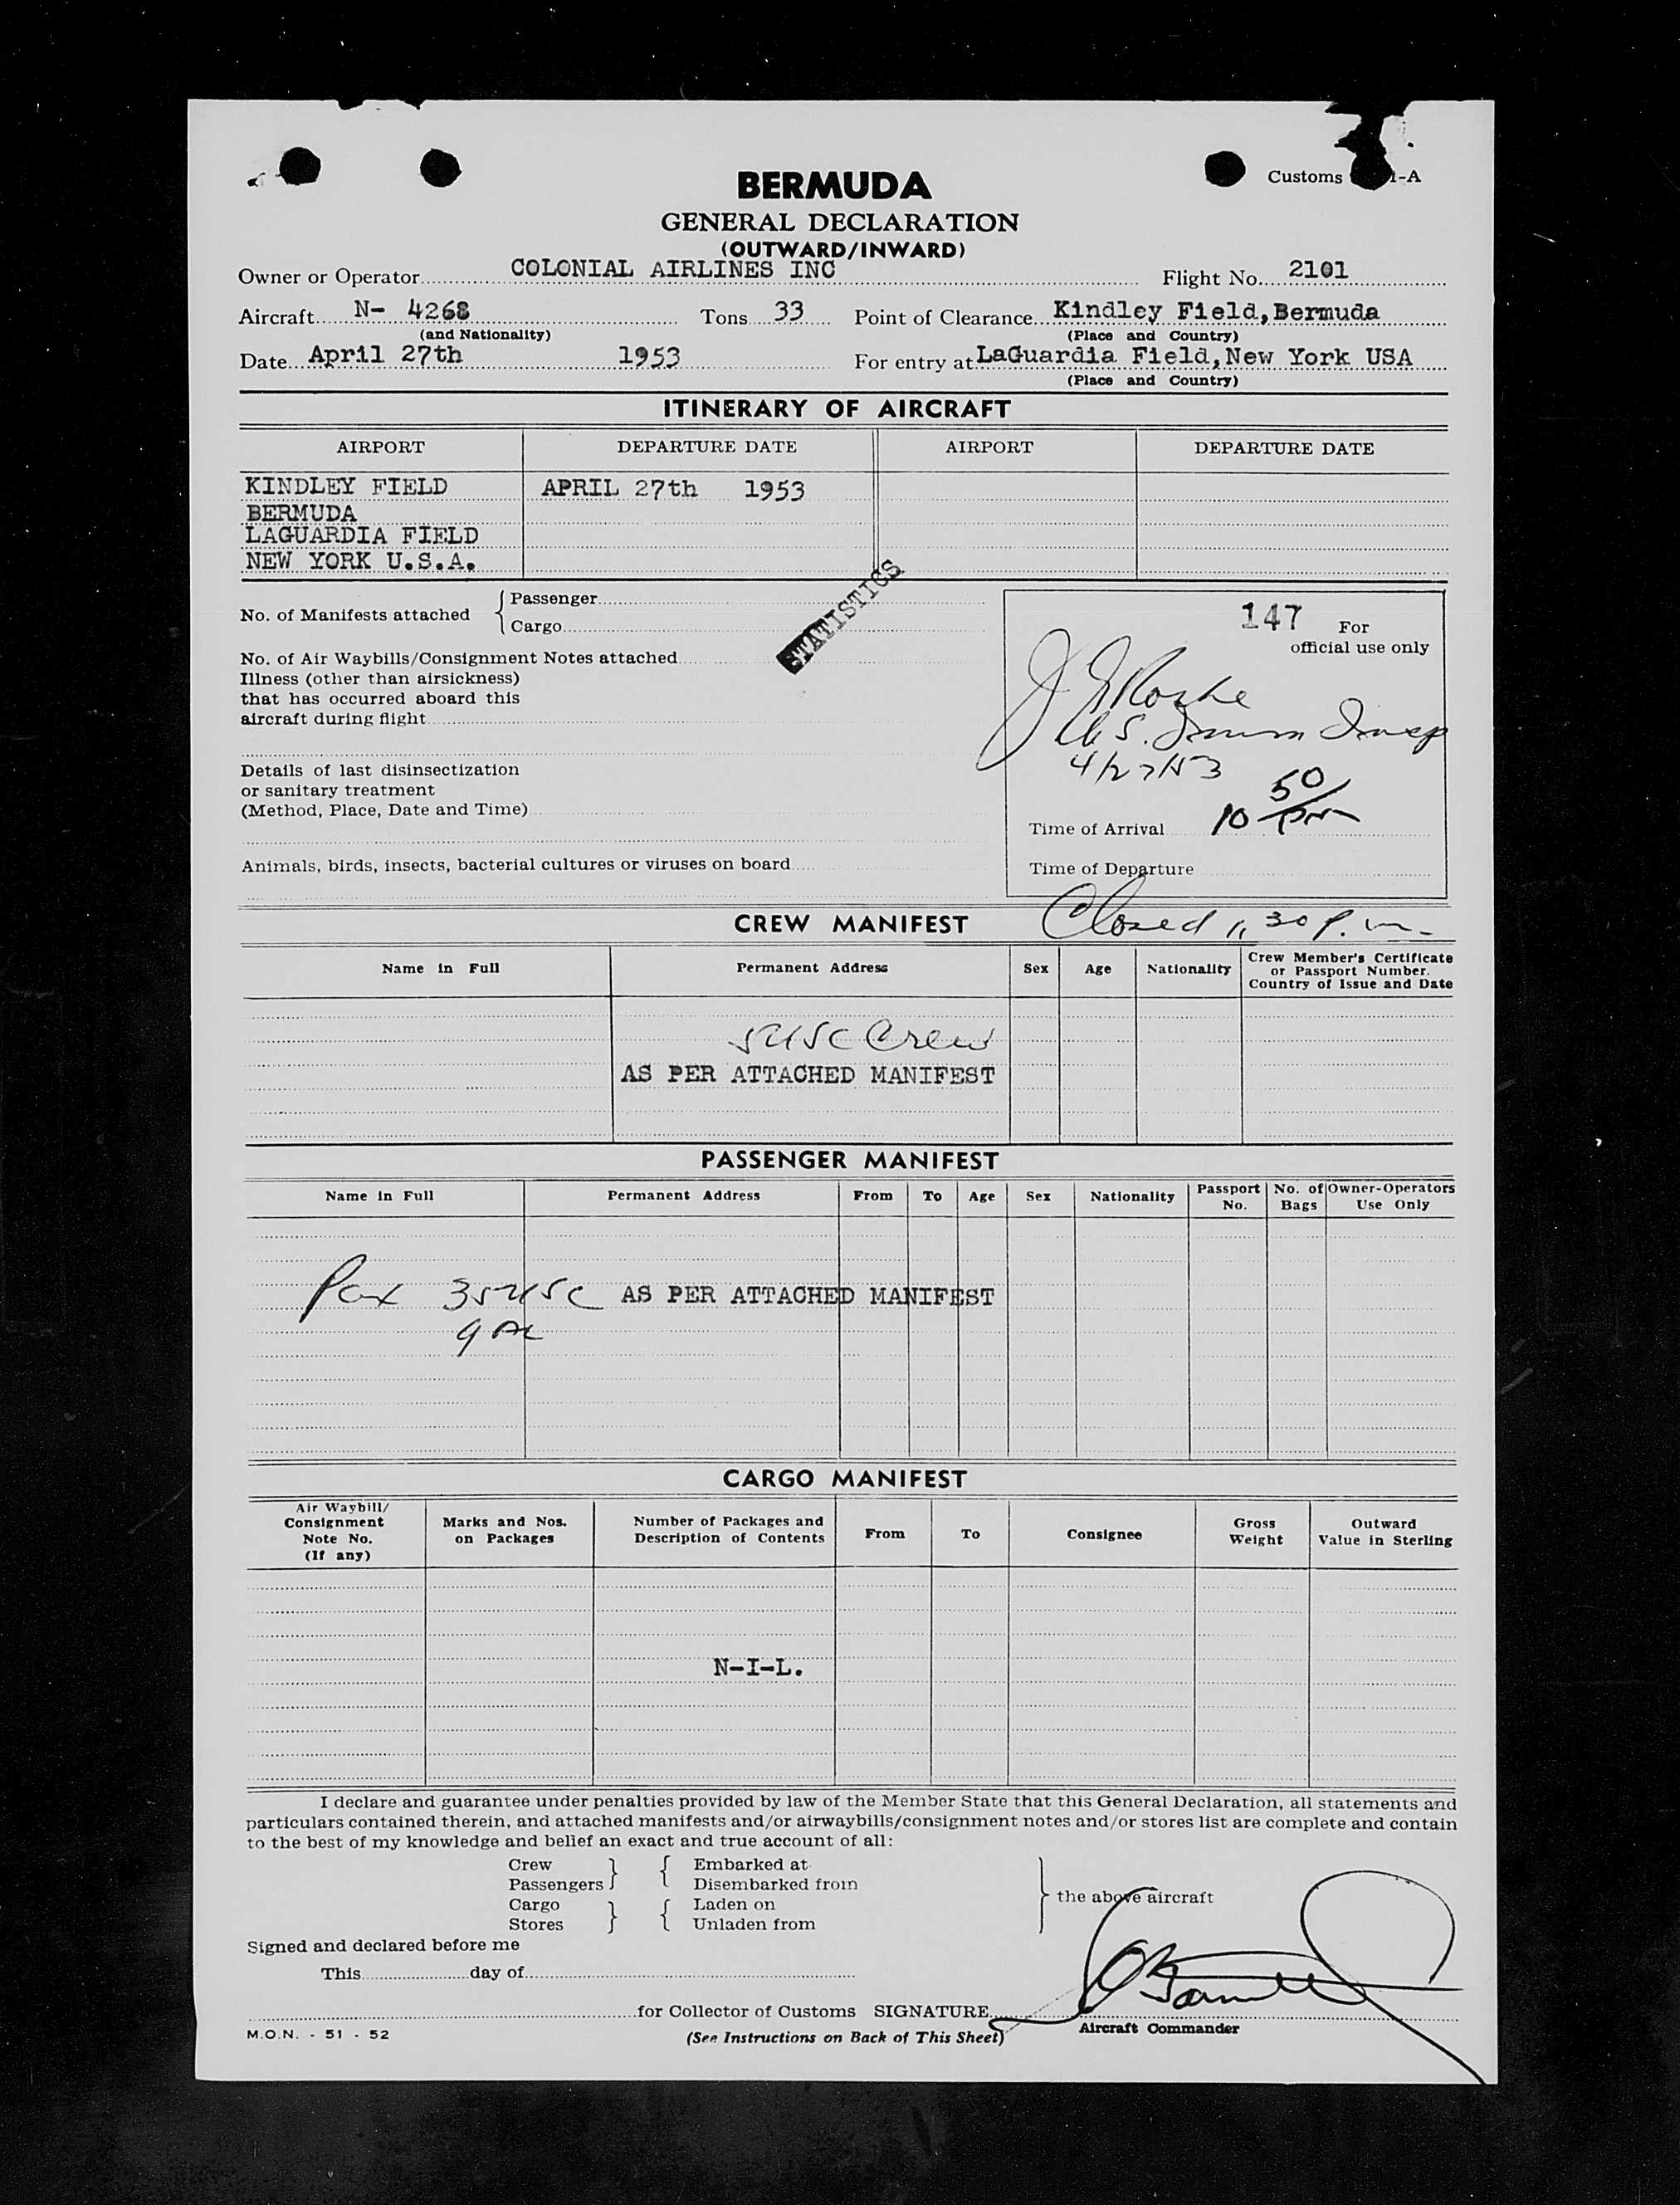 Customs 1-A
BERMUDA
GENERAL DECLARATION
(OUTWARD/INWARD)
Owner or Operator COLONIAL AIRLINES INC Flight No. 2101
Aircraft N- 4268 Tons 33 Point of Clearance Kindley Field, Bermuda
(and Nationality) (Place and Country)
Date April 27th 1953 For entry at LaGuardia Field, New York USA
(Place and Country)
ITINERARY OF AIRCRAFT
AIRPORT DEPARTURE DATE AIRPORT DEPARTURE DATE
KINDLEY FIELD APRIL 27th 1953
BERMUDA
LAGUARDIA FIELD
NEW YORK U.S.A.
STATISTICS
No. of Manifests attached { Passenger
Cargo
No. of Air Waybills/Consignment Notes attached
Illness (other than airsickness)
that has occurred aboard this
aircraft during flight
Details of last disinsectization
or sanitary treatment
(Method, Place, Date and Time)
Animals, birds, insects, bacterial cultures or viruses on board
147 For
official use only
U.S. Immm Insp
4/27/53
Time of Arrival 10 50/pm
Time of Departure
CREW MANIFEST Closed 1,30 P.m.
Name in Full Permanent Address Sex Age Nationality Crew Member's Certificate
or Passport Number.
Country of Issue and Date
5 USC Crew
AS PER ATTACHED MANIFEST
PASSENGER MANIFEST
Name in Full Permanent Address From To Age Sex Nationality Passport No. No. of Bags Owner-Operators Use Only
Pax 35 USC AS PER ATTACHED MANIFEST
9 AL
CARGO MANIFEST
Air Waybill/
Consignment
Note No.
(If any)
Marks and Nos.
on Packages
Number of Packages and
Description of Contents
From To Consignee
Gross
Weight
Outward
Value in Sterling
N-I-L.
I declare and guarantee under penalties provided by law of the Member State that this General Declaration, all statements and
particulars contained therein, and attached manifests and/or airwaybills/consignment notes and/or stores list are complete and contain
to the best of my knowledge and belief an exact and true account of all:
Crew } { Embarked at
Passengers Disembarked from
Cargo } { Laden on
Stores Unladen from
} the above aircraft
Signed and declared before me
This day of
for Collector of Customs SIGNATURE
M.O.N. - 51 - 52 (See Instructions on Back of This Sheet) Aircraft Commander